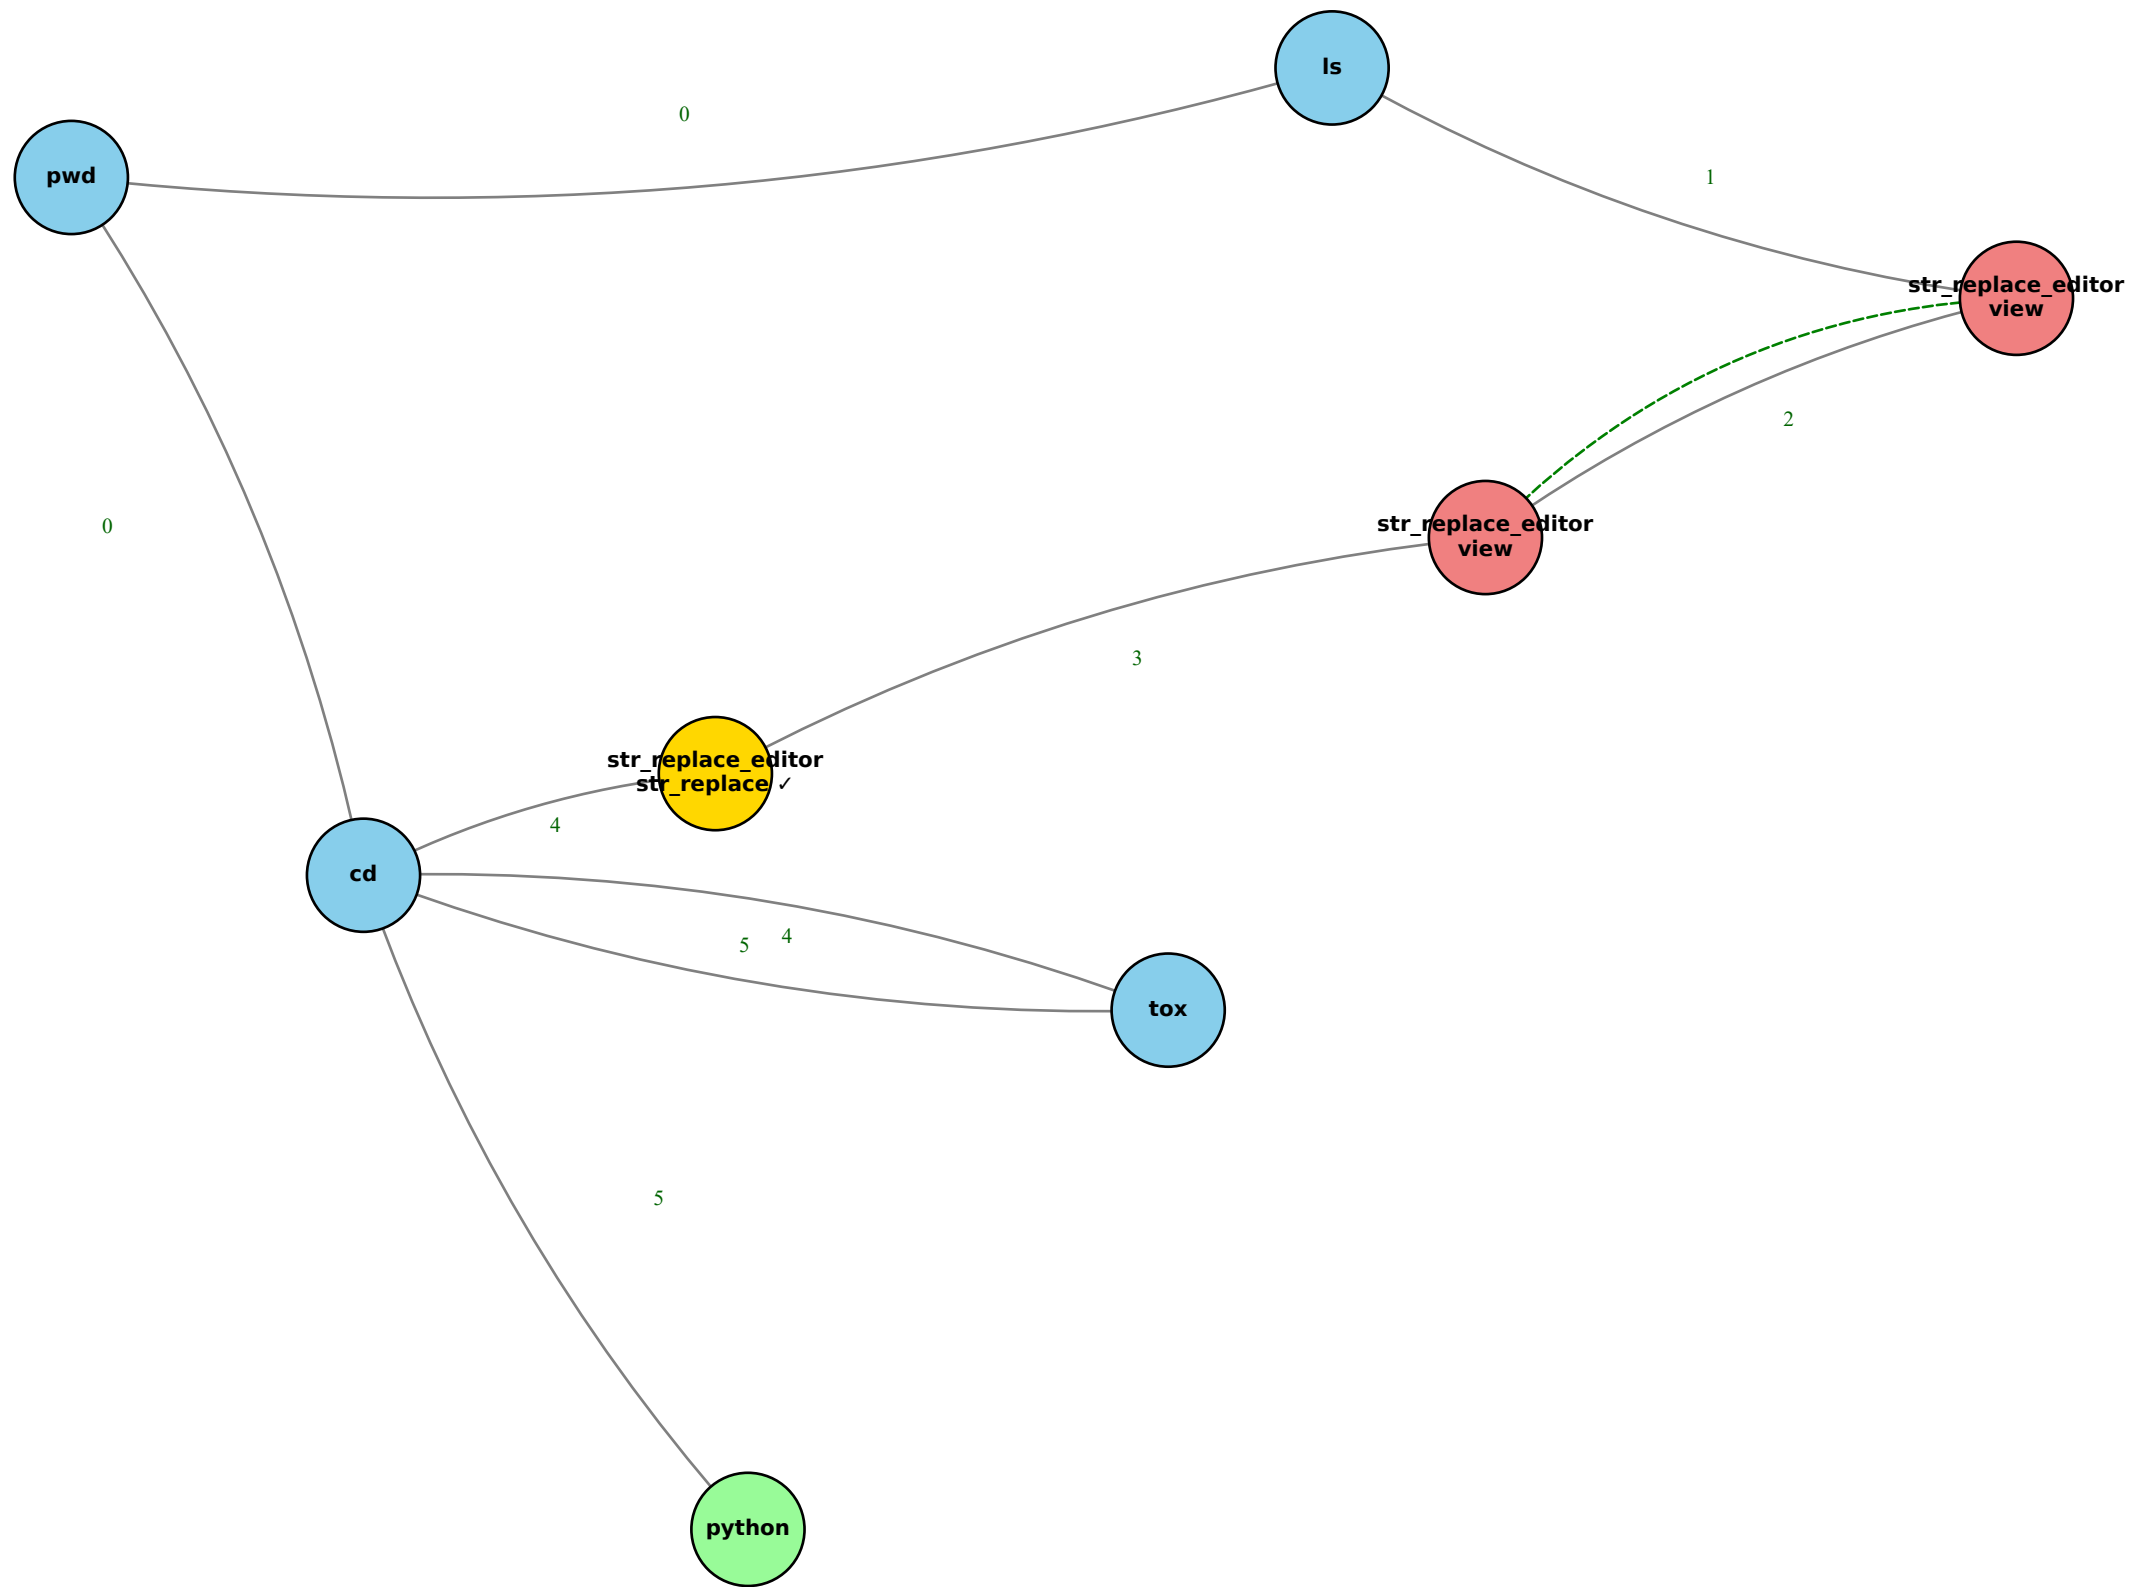 ls
0
pwd
1
str_replace_editor
view
2
str_replace_editor
view
0
3
str_replace_editor
str_replace ✓
4
cd
4
5
tox
5
python